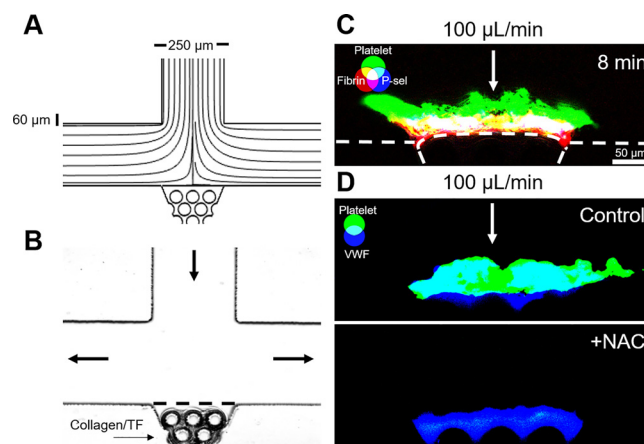 A
250 μm
60 μm
B
Collagen/TF
C
100 μL/min
Platelet
Fibrin
P-sel
8 min
50 μm
D
100 μL/min
Platelet
VWF
Control
+NAC